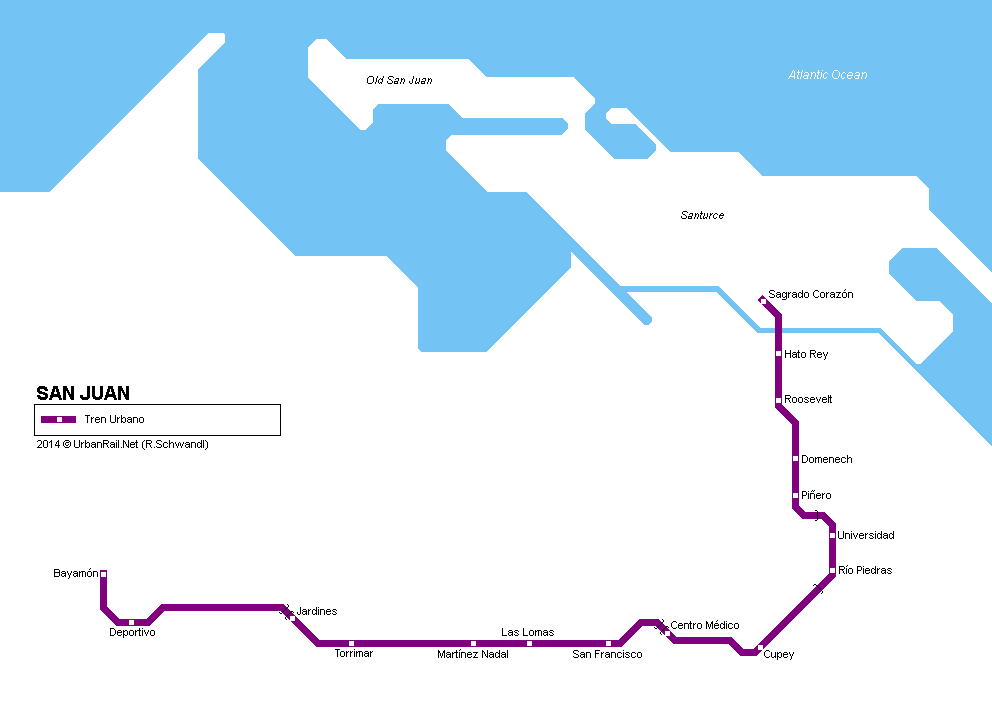 Atlantic Ocean
Old San Juan
Santurce
Sagrado Corazón
Hato Rey
SAN JUAN
Roosevelt
Tren Urbano
2014 © UrbanRail.Net (R.Schwandl)
Domenech
Piñero
Universidad
Bayamón
Río Piedras
Jardines
Centro Médico
Deportivo
Las Lomas
Torrimar
Martínez Nadal
San Francisco
Cupey